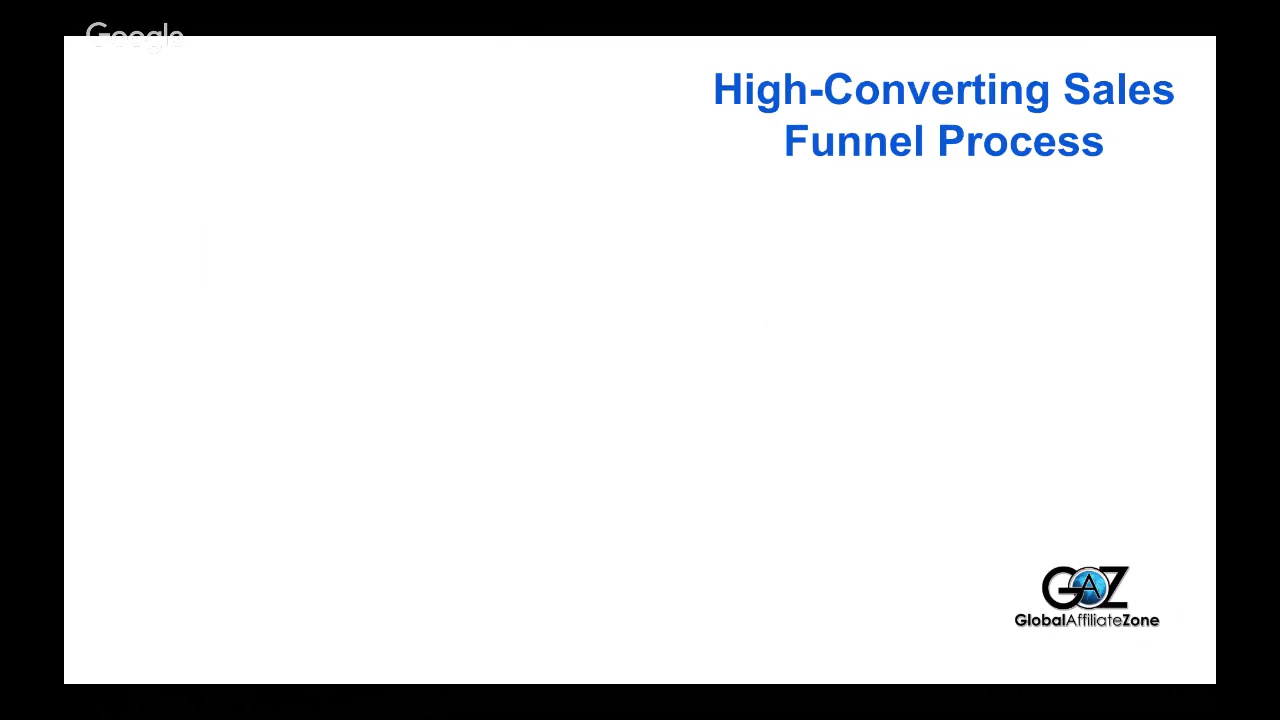 Google
High-Converting Sales
Funnel Process
GAZ
GlobalAffiliateZone